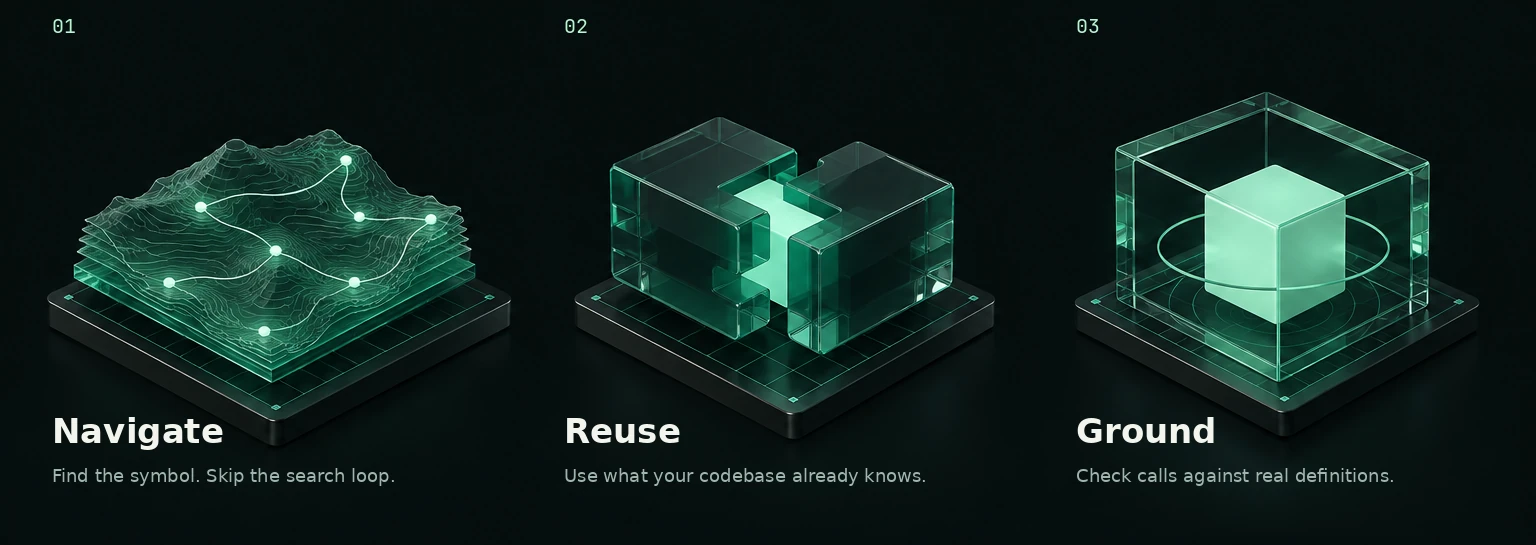 01
Navigate
Find the symbol. Skip the search loop.
02
Reuse
Use what your codebase already knows.
03
Ground
Check calls against real definitions.